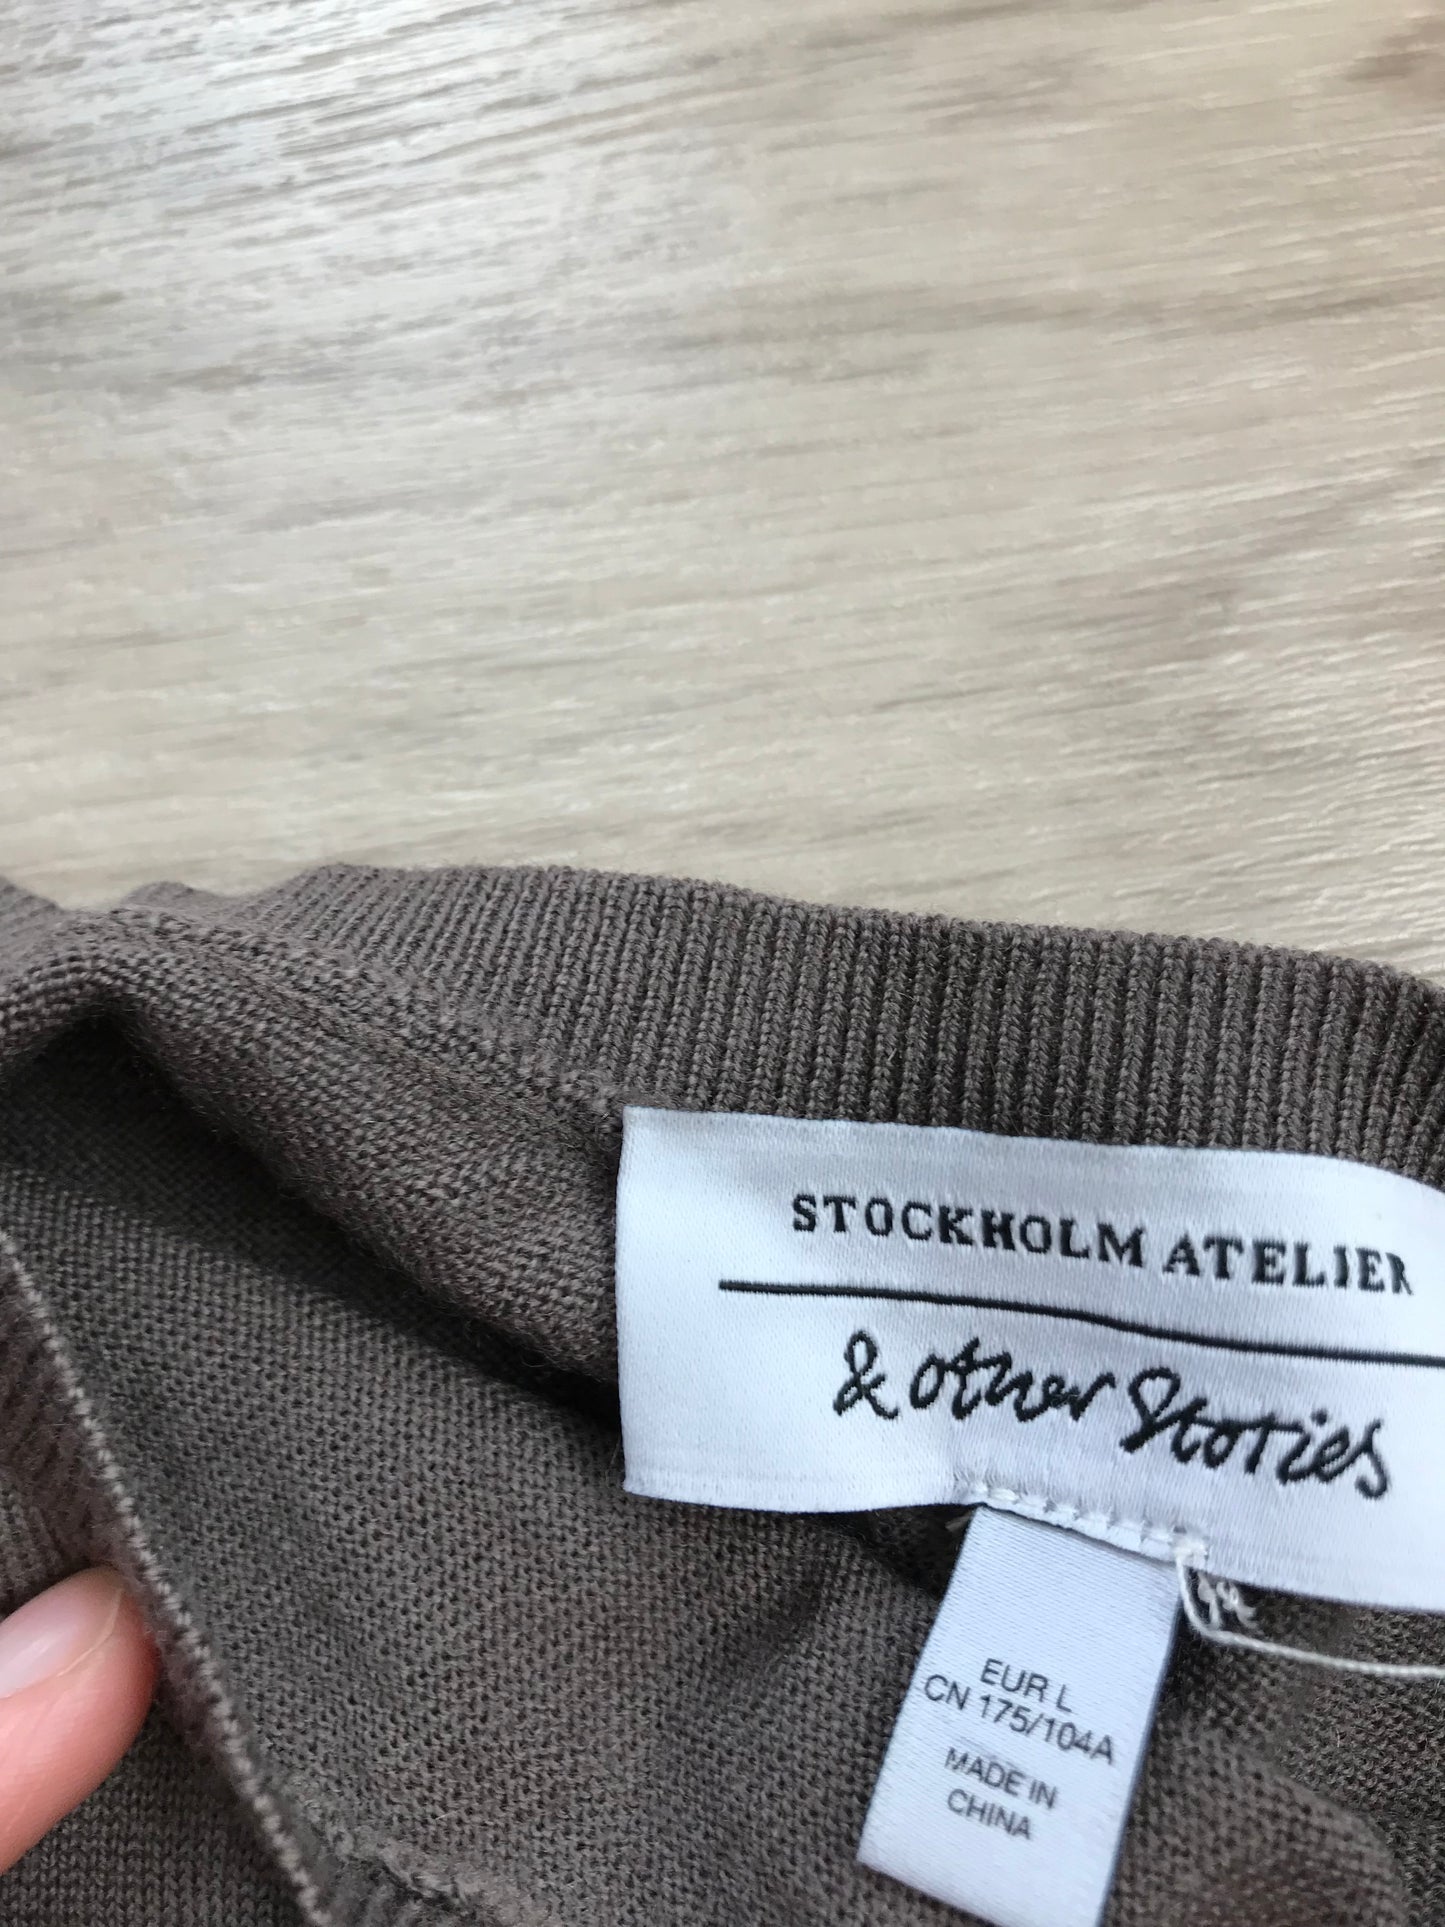 STOCKHOLM ATELIER
& other Stories
EUR L
CN 175/104A
MADE IN
CHINA